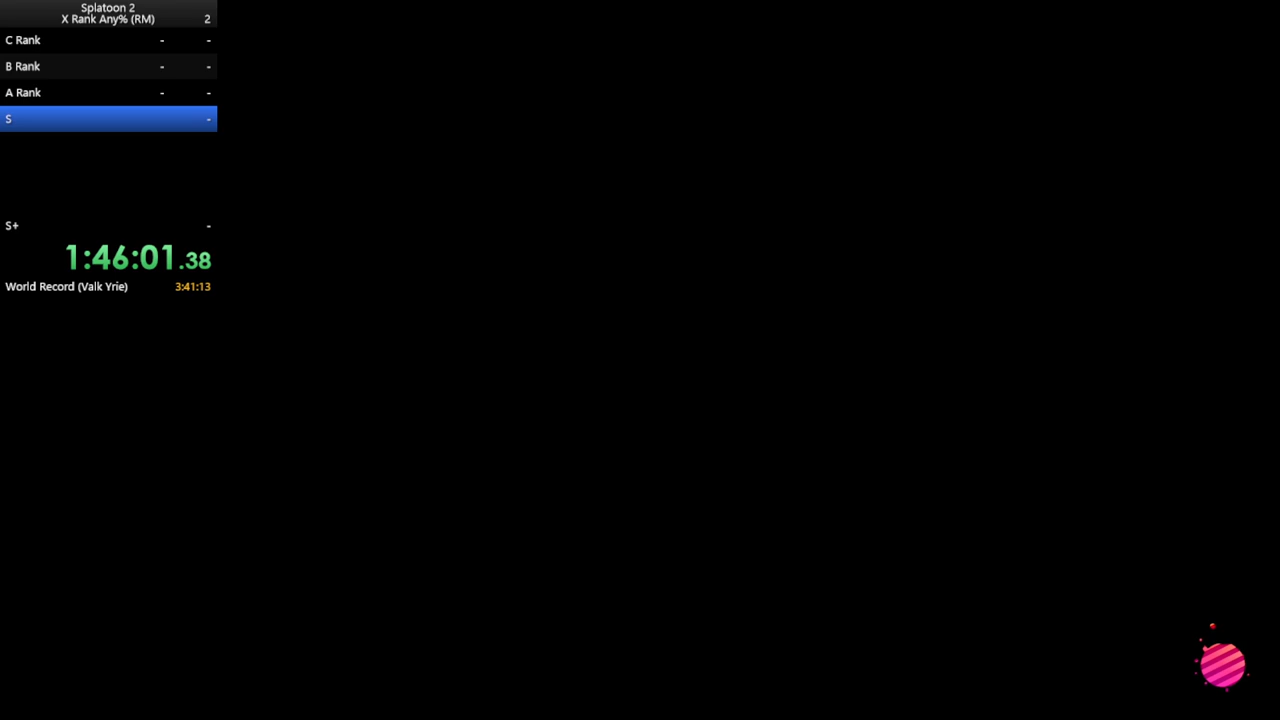 Splatoon 2
X Rank Any% (RM) 2
C Rank - -
B Rank - -
A Rank - -
S -
S+ -
1:46:01.38
World Record (Valk Yrie) 3:41:13